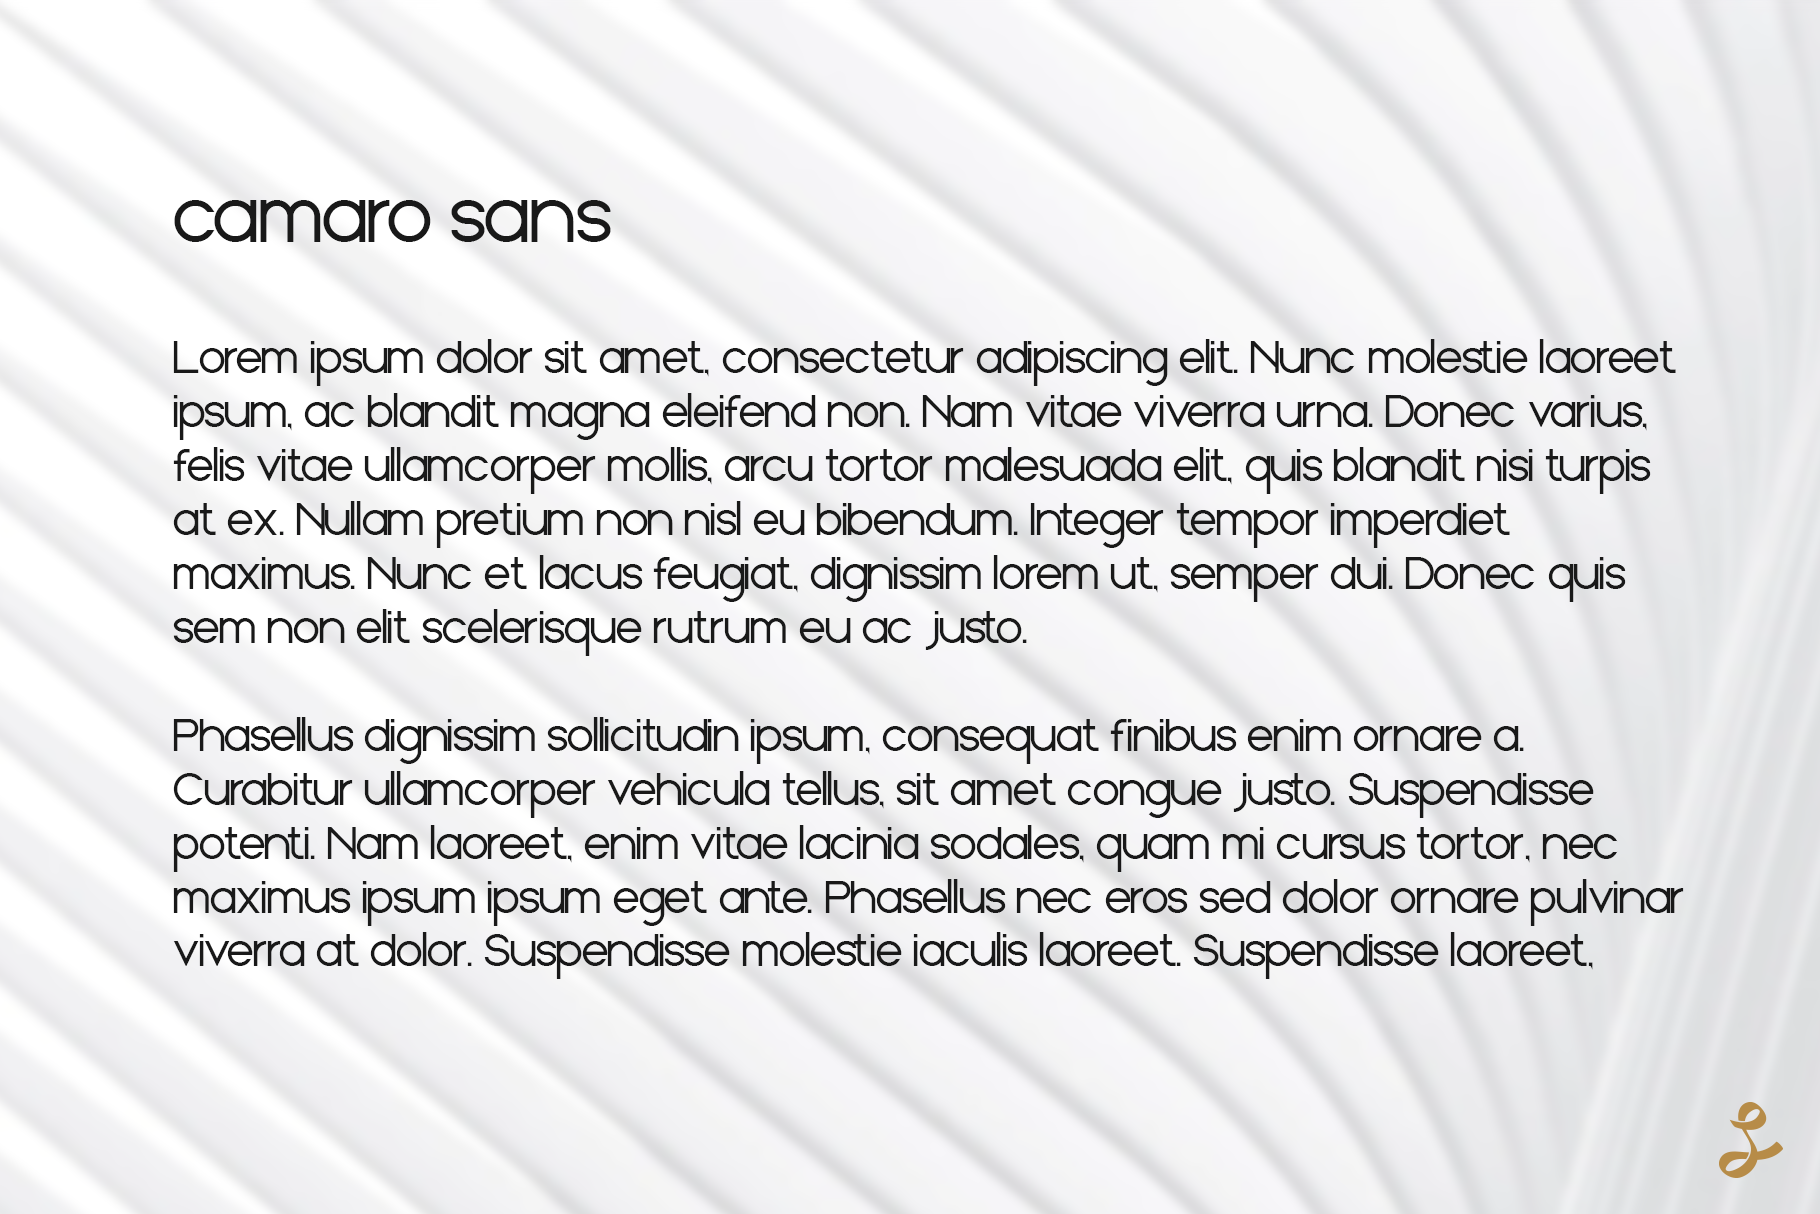 camaro sans
Lorem ipsum dolor sit amet, consectetur adipiscing elit. Nunc molestie laoreet
ipsum, ac blandit magna eleifend non. Nam vitae viverra urna. Donec varius,
felis vitae ullamcorper mollis, arcu tortor malesuada elit, quis blandit nisi turpis
at ex. Nullam pretium non nisl eu bibendum. Integer tempor imperdiet
maximus. Nunc et lacus feugiat, dignissim lorem ut, semper dui. Donec quis
sem non elit scelerisque rutrum eu ac justo.
Phasellus dignissim sollicitudin ipsum, consequat finibus enim ornare a.
Curabitur ullamcorper vehicula tellus, sit amet congue justo. Suspendisse
potenti. Nam laoreet, enim vitae lacinia sodales, quam mi cursus tortor, nec
maximus ipsum ipsum eget ante. Phasellus nec eros sed dolor ornare pulvinar
viverra at dolor. Suspendisse molestie iaculis laoreet. Suspendisse laoreet,